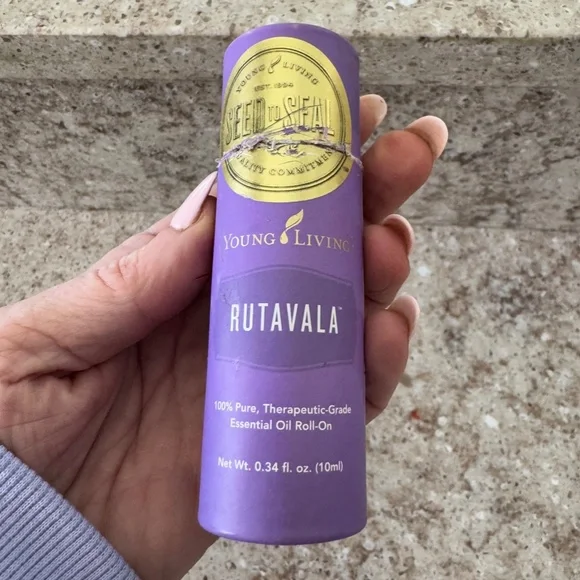 YOUNG LIVING
EST. 1994
SEED TO SEAL
QUALITY COMMITMENT
YOUNG LIVING
RUTAVALA™
100% Pure, Therapeutic-Grade
Essential Oil Roll-On
Net Wt. 0.34 fl. oz. (10ml)